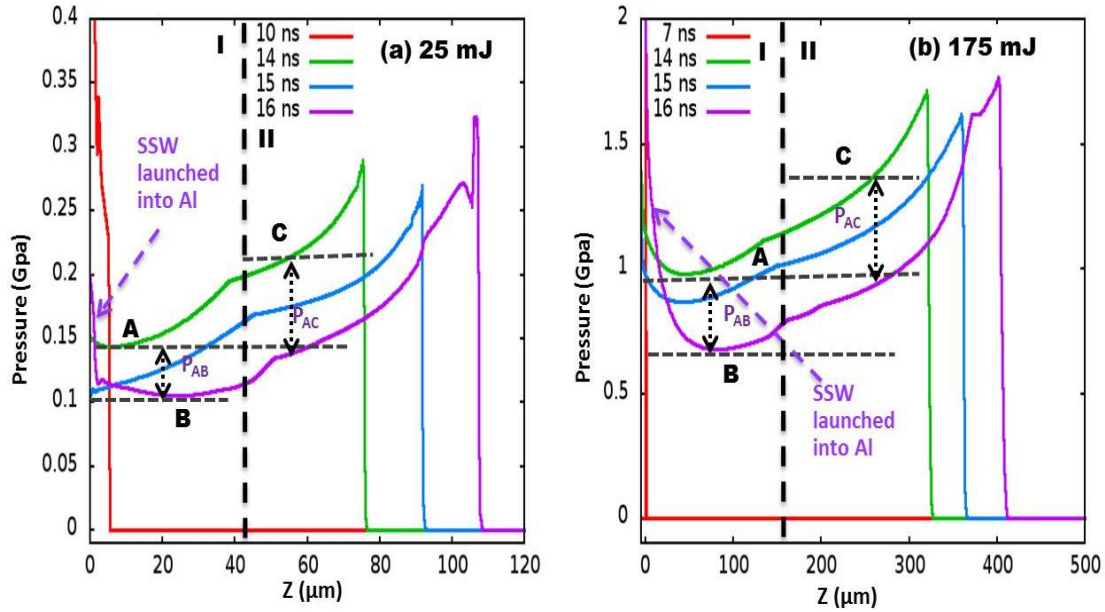 0.4
0.35
0.3
0.25
0.2
0.15
0.1
0.05
0
Pressure (Gpa)
I
10 ns
14 ns
15 ns
16 ns
(a) 25 mJ
II
SSW
launched
into Al
A
B
C
P_AB
P_AC
0 20 40 60 80 100 120
Z (μm)
2
1.5
1
0.5
0
Pressure (Gpa)
7 ns
14 ns
15 ns
16 ns
I
II
(b) 175 mJ
C
P_AC
A
P_AB
B
SSW
launched
into Al
0 100 200 300 400 500
Z (μm)